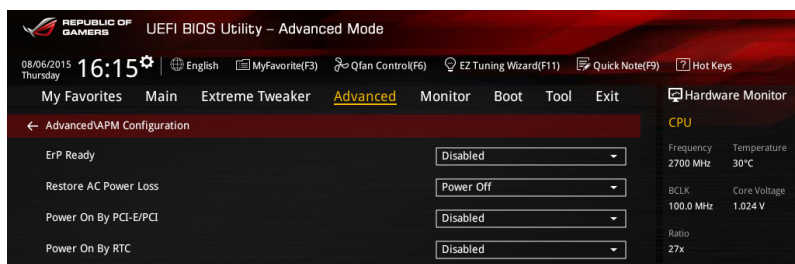 REPUBLIC OF GAMERS UEFI BIOS Utility – Advanced Mode
08/06/2015 Thursday 16:15 English MyFavorite(F3) Qfan Control(F6) EZ Tuning Wizard(F11) Quick Note(F9) ? Hot Keys
My Favorites Main Extreme Tweaker Advanced Monitor Boot Tool Exit Hardware Monitor
← Advanced\APM Configuration CPU
Frequency Temperature
ErP Ready Disabled 2700 MHz 30°C
Restore AC Power Loss Power Off BCLK Core Voltage
100.0 MHz 1.024 V
Power On By PCI-E/PCI Disabled
Ratio
Power On By RTC Disabled 27x